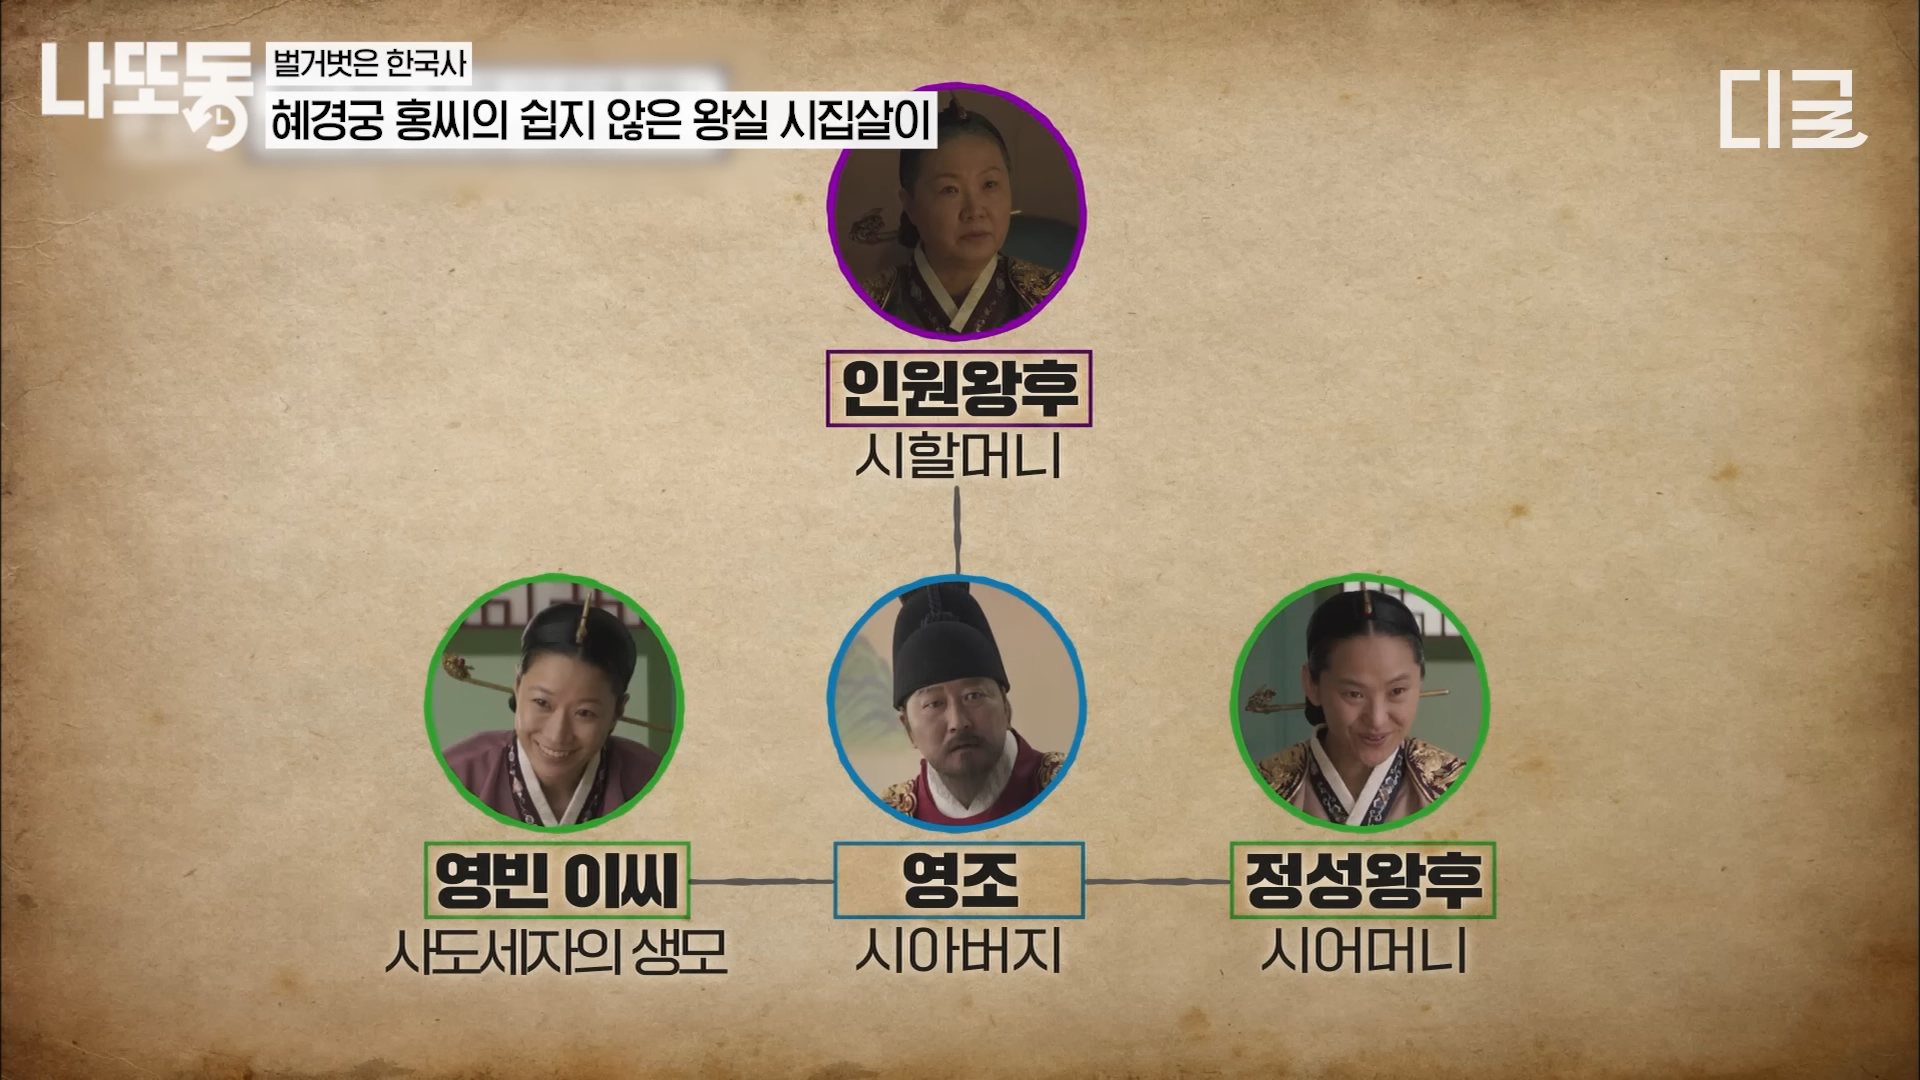 나또동
벌거벗은 한국사
혜경궁 홍씨의 쉽지 않은 왕실 시집살이
디글
인원왕후
시할머니
영빈 이씨
영조
정성왕후
사도세자의 생모
시아버지
시어머니